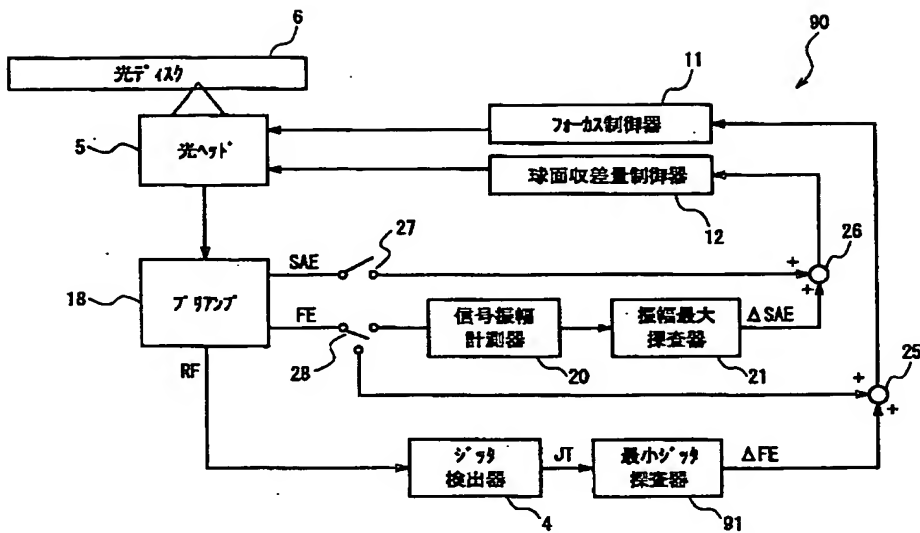 6
90
光ディスク
11
フォーカス制御器
5
光ヘッド
球面収差量制御器
12
26
27
SAE
+
+
18
プリアンプ
FE
信号振幅
計測器
振幅最大
探査器
ΔSAE
28
20
21
25
RF
+
+
ジッタ
検出器
JT
最小ジッタ
探査器
ΔFE
4
91